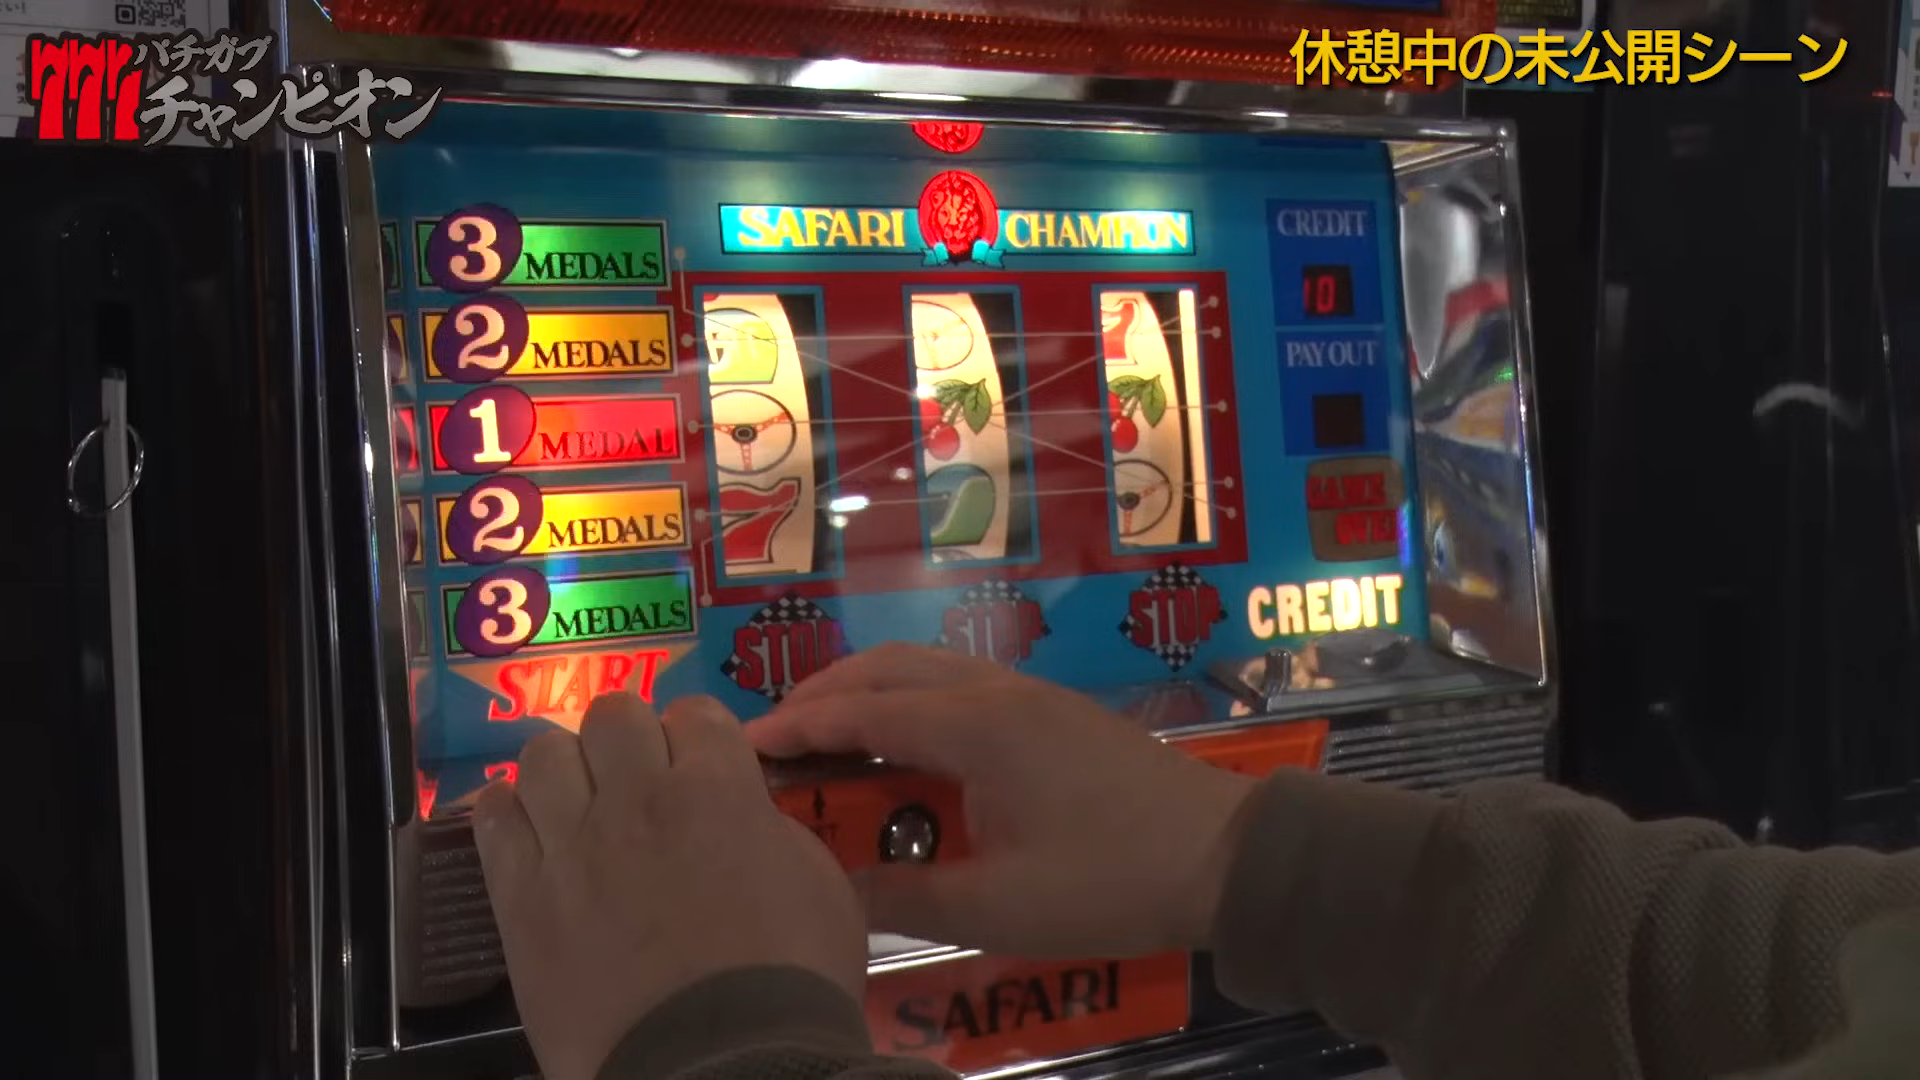 777 パチガブ
チャンピオン
休憩中の未公開シーン
SAFARI CHAMPION
3 MEDALS
2 MEDALS
1 MEDAL
2 MEDALS
3 MEDALS
START
CREDIT
10
PAY OUT
GAME
OVER
STOP
STOP
STOP
CREDIT
SAFARI